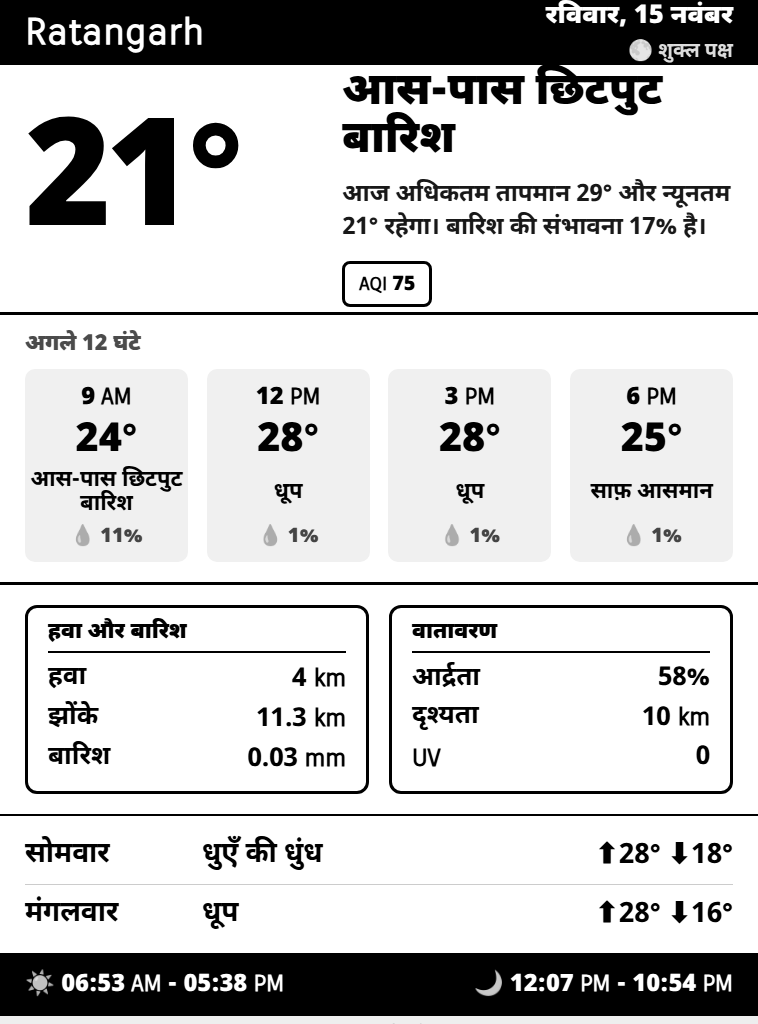 Ratangarh
रविवार, 15 नवंबर
शुक्ल पक्ष
21°
आस-पास छिटपुट
बारिश
आज अधिकतम तापमान 29° और न्यूनतम
21° रहेगा। बारिश की संभावना 17% है।
AQI 75
अगले 12 घंटे
9 AM
24°
आस-पास छिटपुट
बारिश
11%
12 PM
28°
धूप
1%
3 PM
28°
धूप
1%
6 PM
25°
साफ़ आसमान
1%
हवा और बारिश
हवा 4 km
झोंके 11.3 km
बारिश 0.03 mm
वातावरण
आर्द्रता 58%
दृश्यता 10 km
UV 0
सोमवार धुएँ की धुंध ⬆28° ⬇18°
मंगलवार धूप ⬆28° ⬇16°
06:53 AM - 05:38 PM
12:07 PM - 10:54 PM